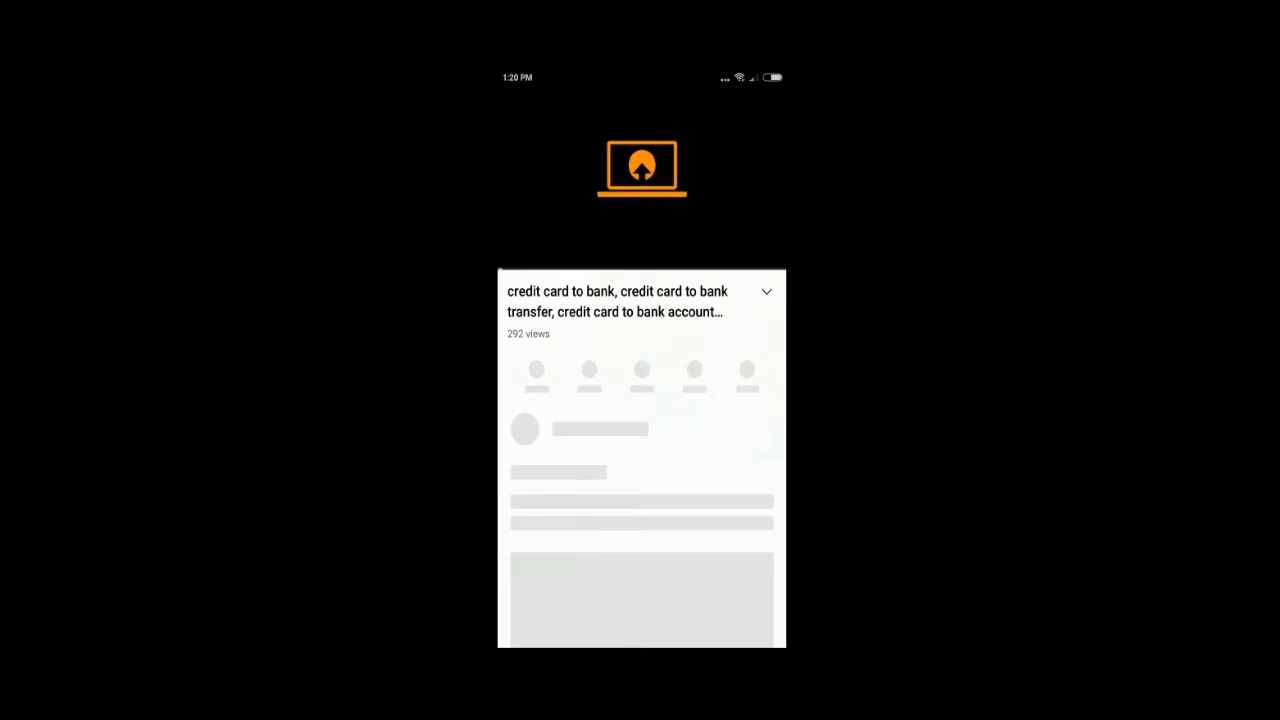 1:20 PM
credit card to bank, credit card to bank
transfer, credit card to bank account...
292 views